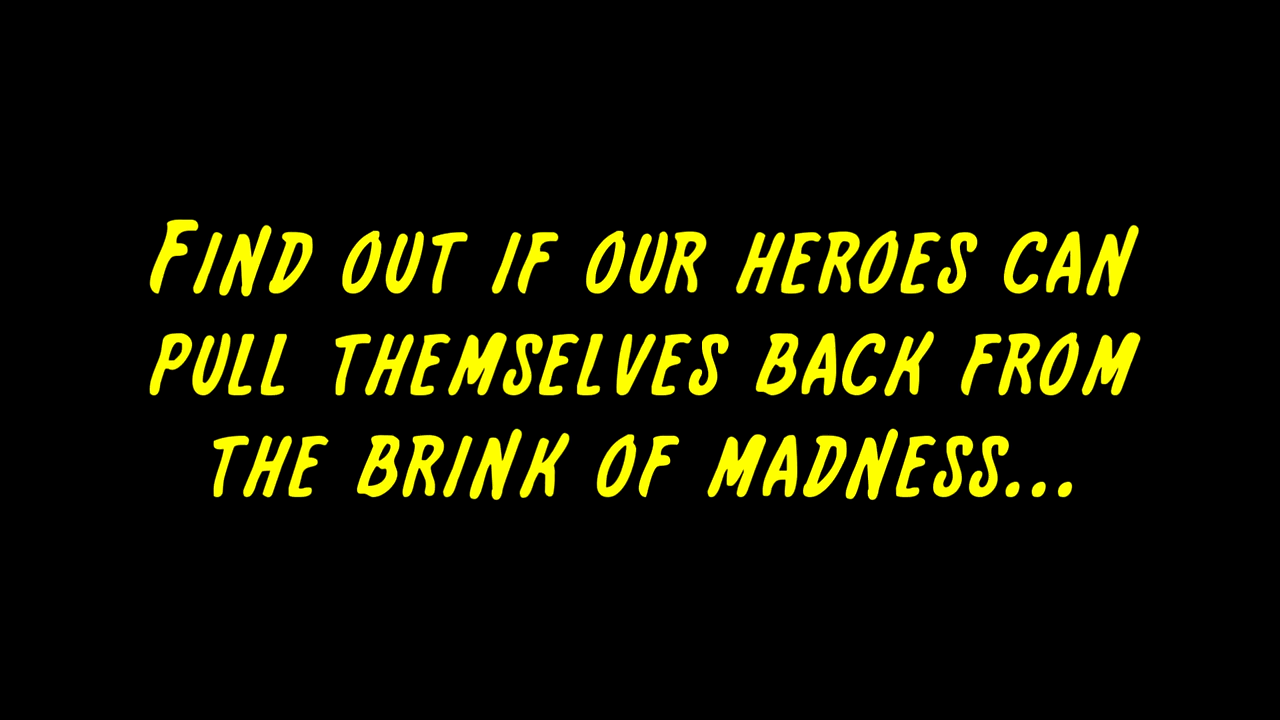 Find out if our heroes can
pull themselves back from
the brink of madness...